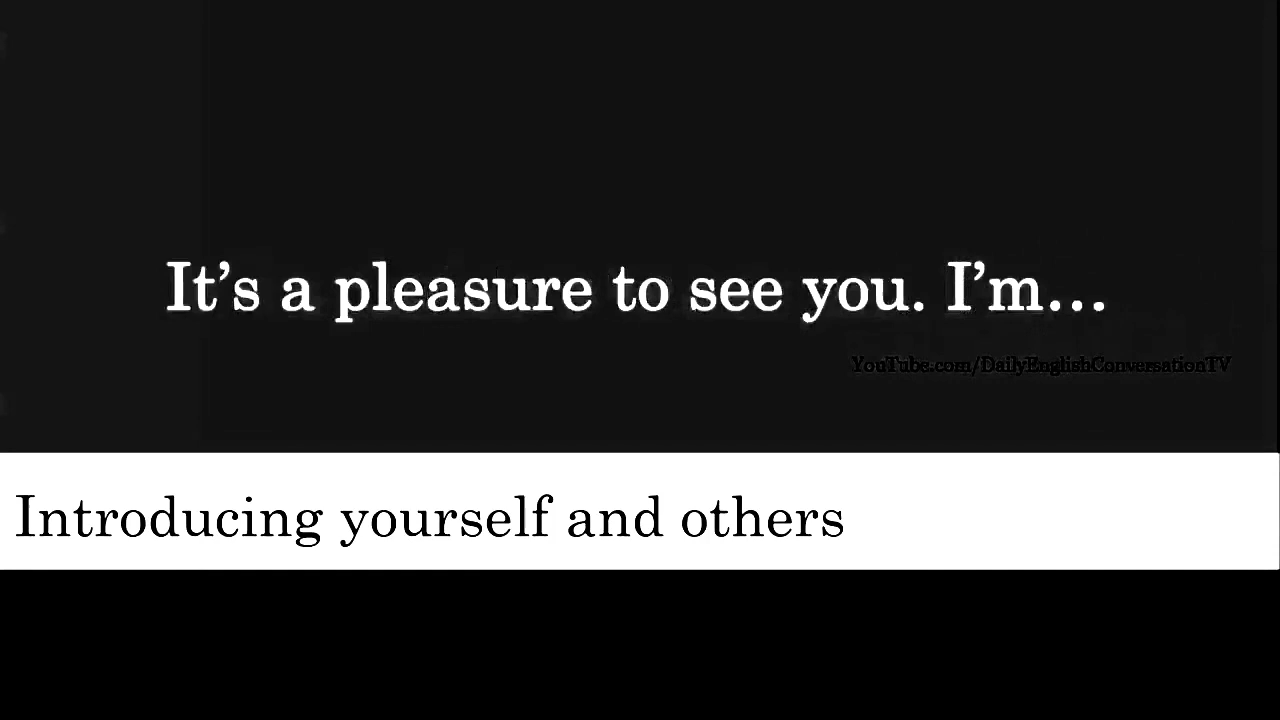 It’s a pleasure to see you. I’m…
YouTube.com/DailyEnglishConversationTV
Introducing yourself and others